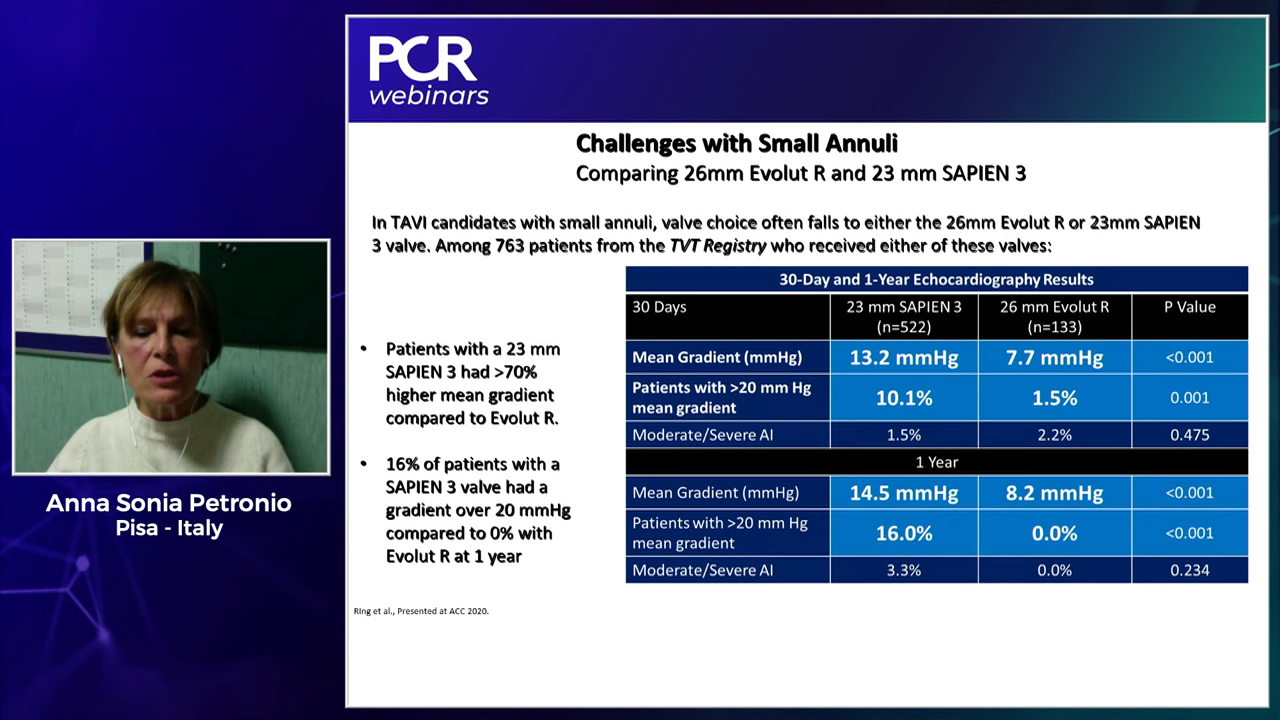 PCR
webinars
Challenges with Small Annuli
Comparing 26mm Evolut R and 23 mm SAPIEN 3
In TAVI candidates with small annuli, valve choice often falls to either the 26mm Evolut R or 23mm SAPIEN
3 valve. Among 763 patients from the TVT Registry who received either of these valves:
• Patients with a 23 mm
SAPIEN 3 had >70%
higher mean gradient
compared to Evolut R.
• 16% of patients with a
SAPIEN 3 valve had a
gradient over 20 mmHg
compared to 0% with
Evolut R at 1 year
30-Day and 1-Year Echocardiography Results
30 Days 23 mm SAPIEN 3 26 mm Evolut R P Value
(n=522) (n=133)
Mean Gradient (mmHg) 13.2 mmHg 7.7 mmHg <0.001
Patients with >20 mm Hg
mean gradient 10.1% 1.5% 0.001
Moderate/Severe AI 1.5% 2.2% 0.475
1 Year
Mean Gradient (mmHg) 14.5 mmHg 8.2 mmHg <0.001
Patients with >20 mm Hg
mean gradient 16.0% 0.0% <0.001
Moderate/Severe AI 3.3% 0.0% 0.234
Ring et al., Presented at ACC 2020.
Anna Sonia Petronio
Pisa - Italy